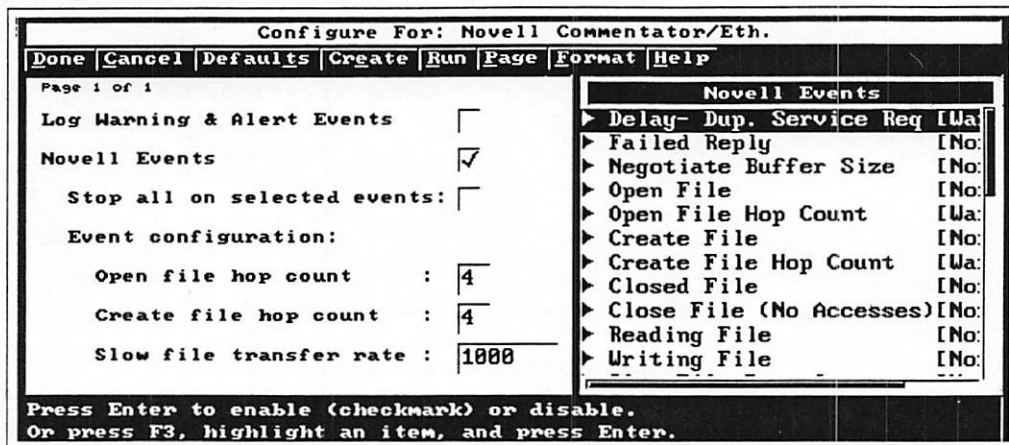 Configure For: Novell Commentator/Eth.
Done Cancel Defaults Create Run Page Format Help
Page 1 of 1
Log Warning & Alert Events
Novell Events
Stop all on selected events:
Event configuration:
Open file hop count : 4
Create file hop count : 4
Slow file transfer rate : 1000
Novell Events
Delay- Dup. Service Req [Wa:
Failed Reply [No:
Negotiate Buffer Size [No:
Open File [No:
Open File Hop Count [Wa:
Create File [No:
Create File Hop Count [Wa:
Closed File [No:
Close File (No Accesses)[No:
Reading File [No:
Writing File [No:
Press Enter to enable (checkmark) or disable.
Or press F3, highlight an item, and press Enter.